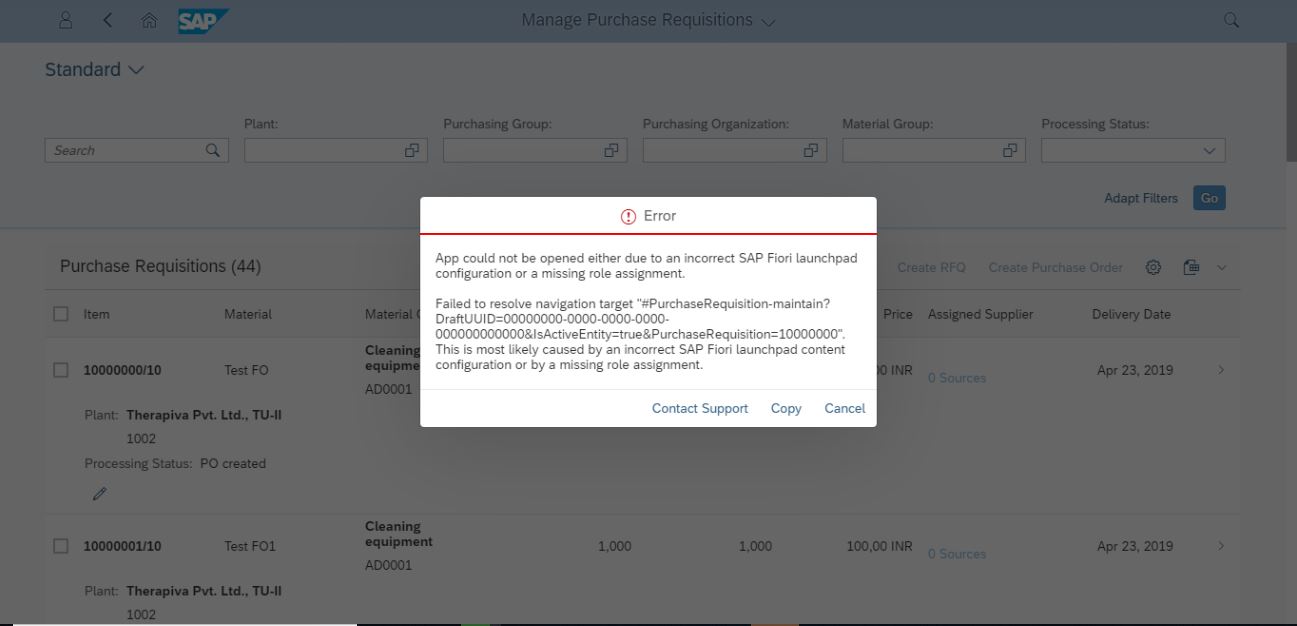 SAP
Manage Purchase Requisitions
Standard
Plant:
Purchasing Group:
Purchasing Organization:
Material Group:
Processing Status:
Search
Adapt Filters
Go
Error
App could not be opened either due to an incorrect SAP Fiori launchpad
configuration or a missing role assignment.
Failed to resolve navigation target "#PurchaseRequisition-maintain?
DraftUUID=00000000-0000-0000-0000-
000000000000&IsActiveEntity=true&PurchaseRequisition=10000000".
This is most likely caused by an incorrect SAP Fiori launchpad content
configuration or by a missing role assignment.
Contact Support
Copy
Cancel
Purchase Requisitions (44)
Create RFQ
Create Purchase Order
Item
Material
Material
Price
Assigned Supplier
Delivery Date
10000000/10
Test FO
Cleaning
equipme
AD0001
00 INR
0 Sources
Apr 23, 2019
Plant: Therapiva Pvt. Ltd., TU-II
1002
Processing Status: PO created
10000001/10
Test FO1
Cleaning
equipment
AD0001
1,000
1,000
100,00 INR
0 Sources
Apr 23, 2019
Plant: Therapiva Pvt. Ltd., TU-II
1002